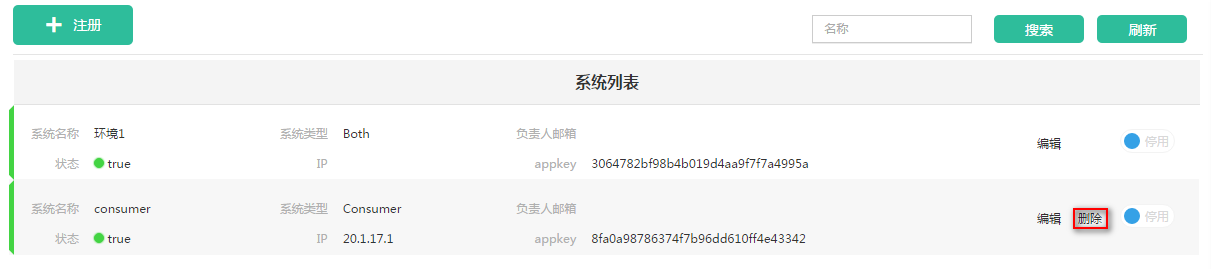 注册 名称 搜索 刷新
系统列表
系统名称 环境1 系统类型 Both 负责人邮箱
编辑 停用
状态 true IP appkey 3064782bf98b4b019d4aa9f7f7a4995a
系统名称 consumer 系统类型 Consumer 负责人邮箱
编辑 删除 停用
状态 true IP 20.1.17.1 appkey 8fa0a98786374f7b96dd610ff4e43342